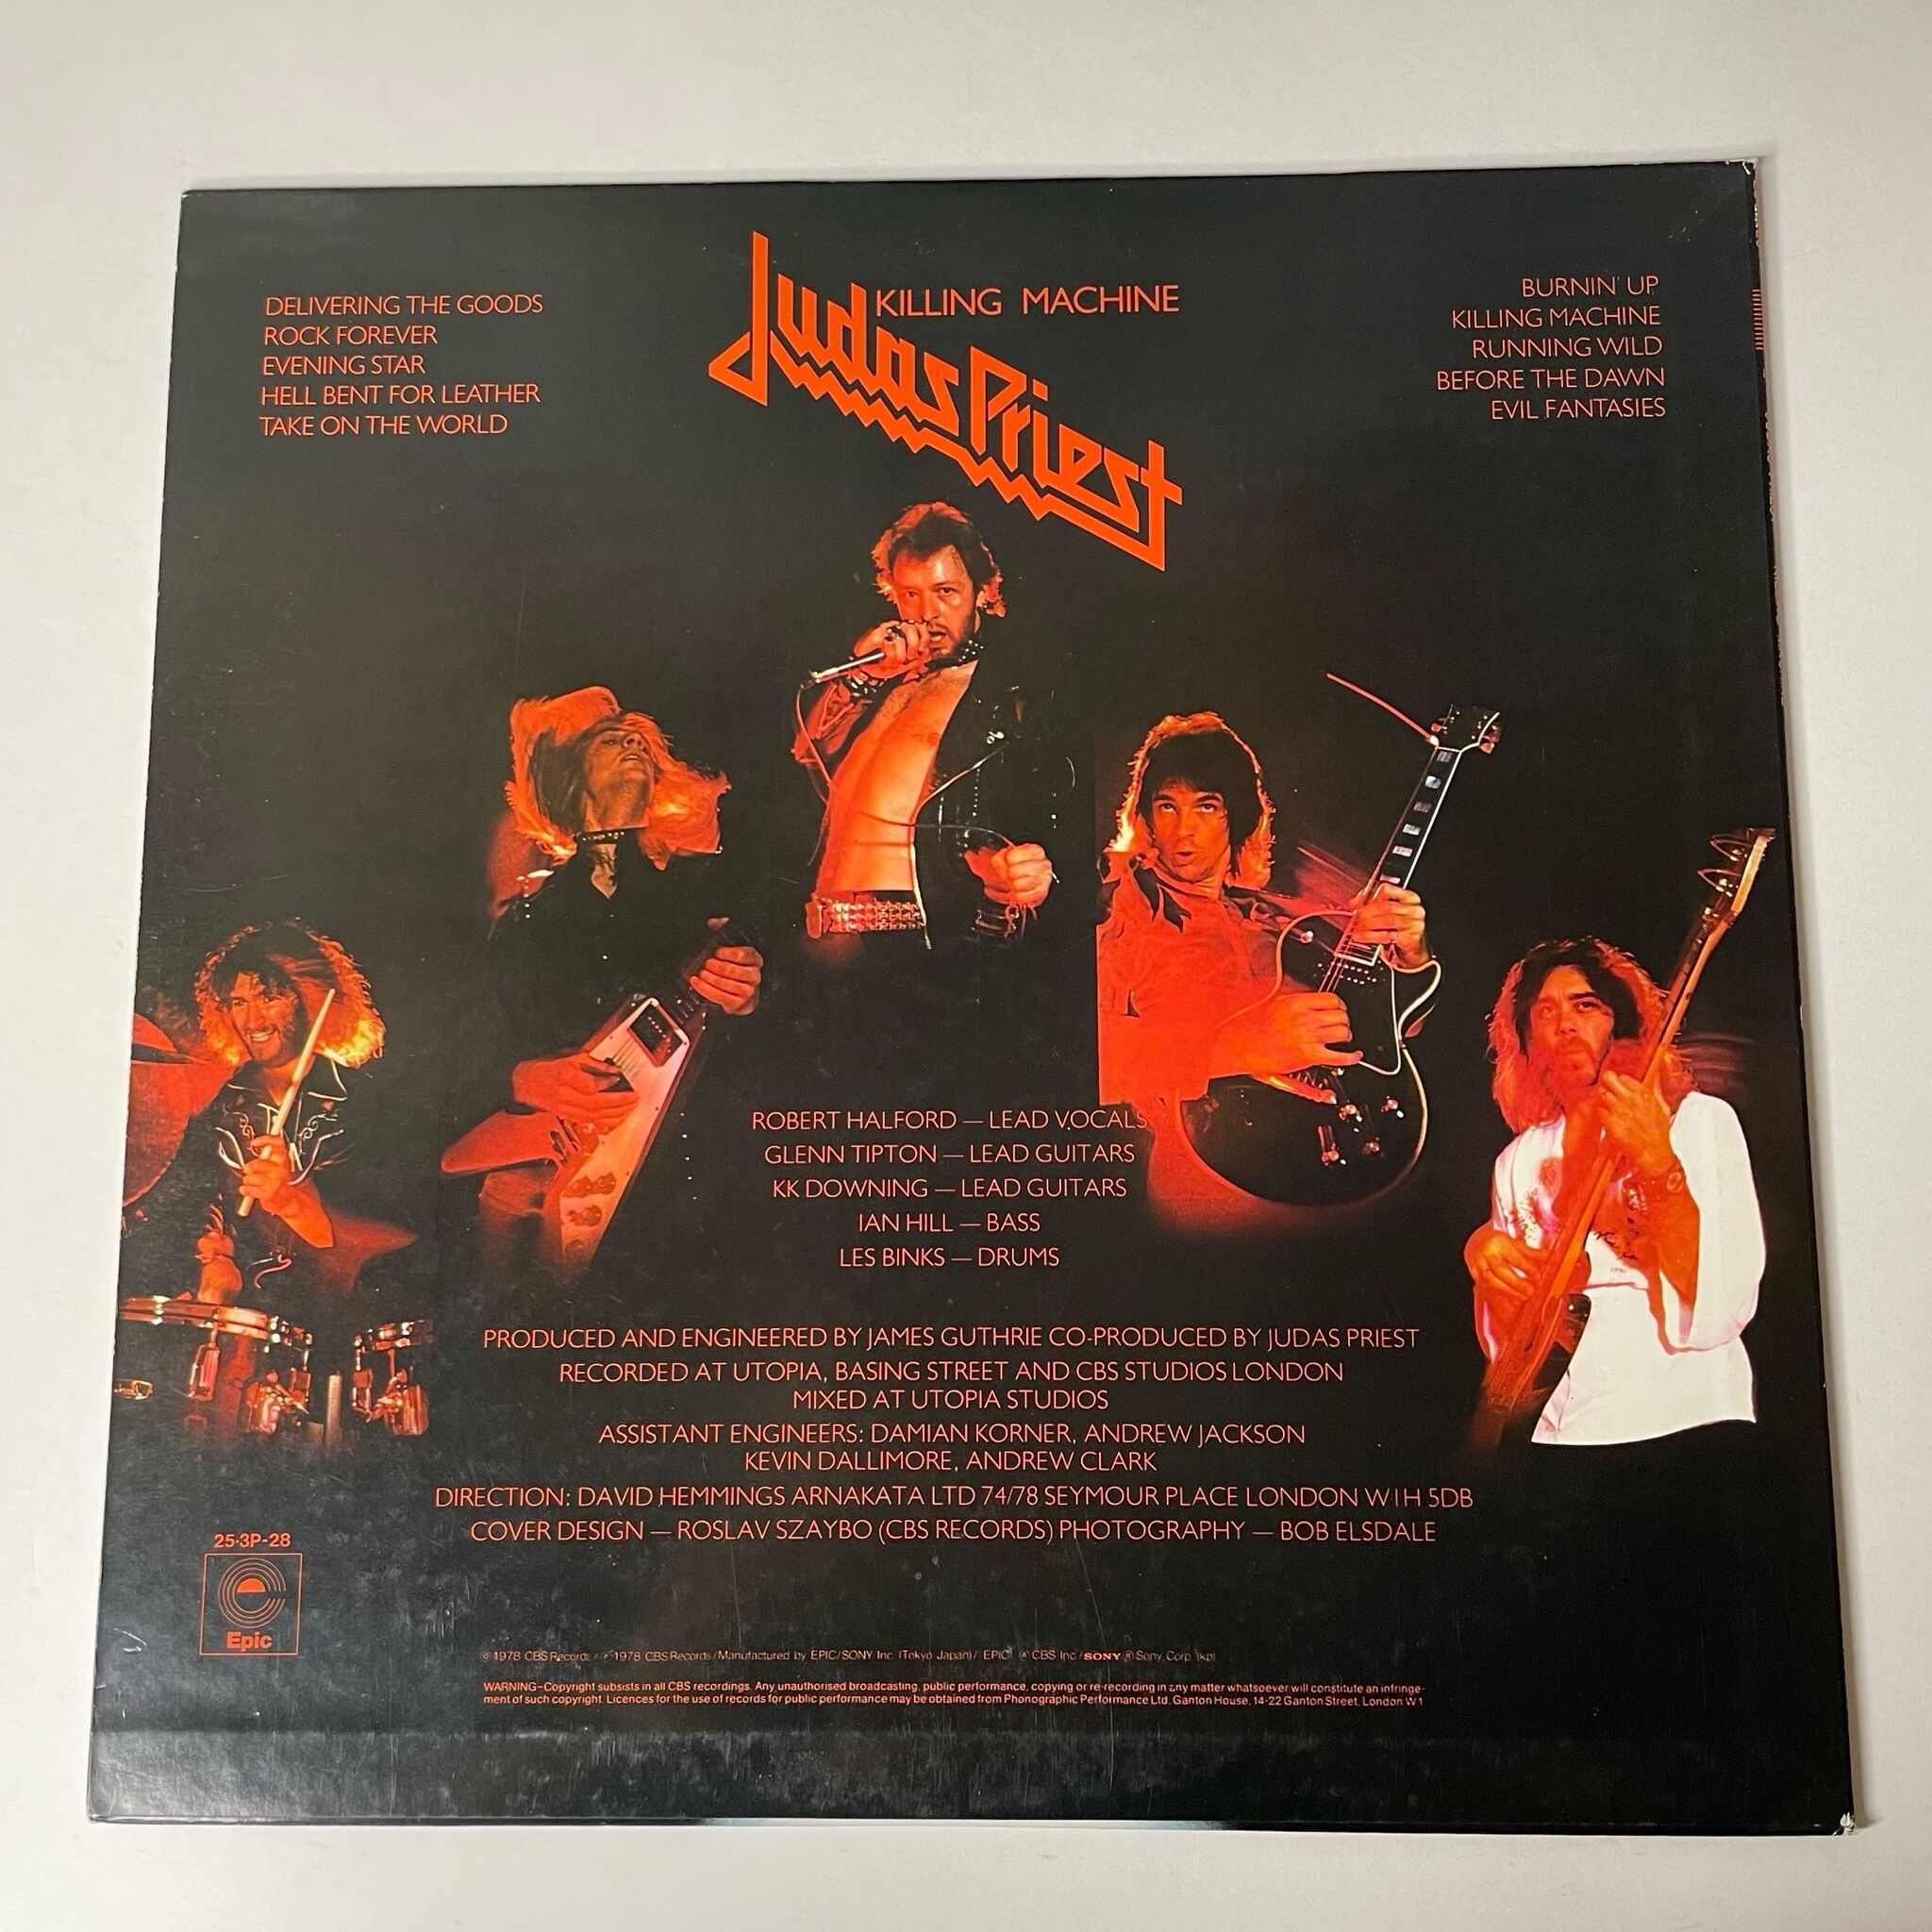 KILLING MACHINE
Judas Priest
DELIVERING THE GOODS
ROCK FOREVER
EVENING STAR
HELL BENT FOR LEATHER
TAKE ON THE WORLD
BURNIN' UP
KILLING MACHINE
RUNNING WILD
BEFORE THE DAWN
EVIL FANTASIES
ROBERT HALFORD — LEAD VOCALS
GLENN TIPTON — LEAD GUITARS
KK DOWNING — LEAD GUITARS
IAN HILL — BASS
LES BINKS — DRUMS
PRODUCED AND ENGINEERED BY JAMES GUTHRIE CO-PRODUCED BY JUDAS PRIEST
RECORDED AT UTOPIA, BASING STREET AND CBS STUDIOS LONDON
MIXED AT UTOPIA STUDIOS
ASSISTANT ENGINEERS: DAMIAN KORNER, ANDREW JACKSON
KEVIN DALLIMORE, ANDREW CLARK
DIRECTION: DAVID HEMMINGS ARNAKATA LTD 74/78 SEYMOUR PLACE LONDON W1H 5DB
COVER DESIGN — ROSLAV SZAYBO (CBS RECORDS) PHOTOGRAPHY — BOB ELSDALE
25·3P-28
Epic
1978 CBS Records / 1978 CBS Records / Manufactured by EPIC/SONY Inc (Tokyo Japan) / EPIC ® CBS Inc / SONY ® Sony Corp
WARNING–Copyright subsists in all CBS recordings. Any unauthorised broadcasting, public performance, copying or re-recording in any matter whatsoever will constitute an infringe-
ment of such copyright. Licences for the use of records for public performance may be obtained from Phonographic Performance Ltd, Ganton House, 14-22 Ganton Street, London W1